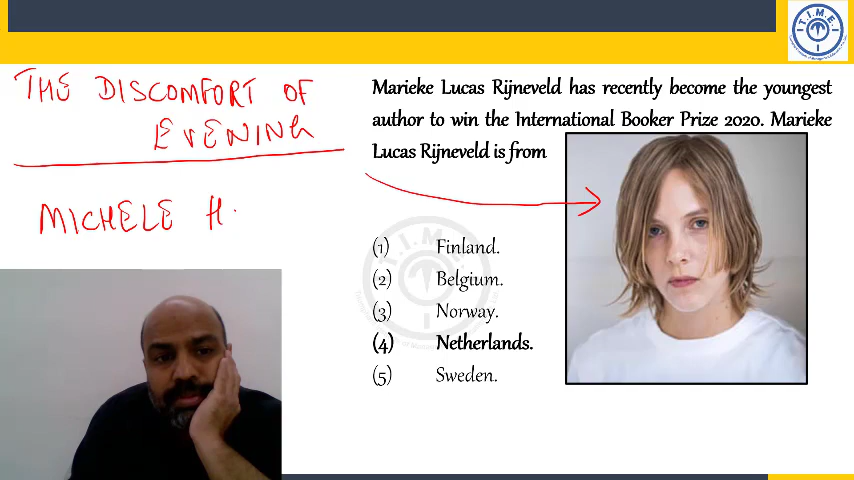 T.I.M.E.
THE DISCOMFORT OF
EVENING
MICHELE H.
Marieke Lucas Rijneveld has recently become the youngest
author to win the International Booker Prize 2020. Marieke
Lucas Rijneveld is from
(1) Finland.
(2) Belgium.
(3) Norway.
(4) Netherlands.
(5) Sweden.